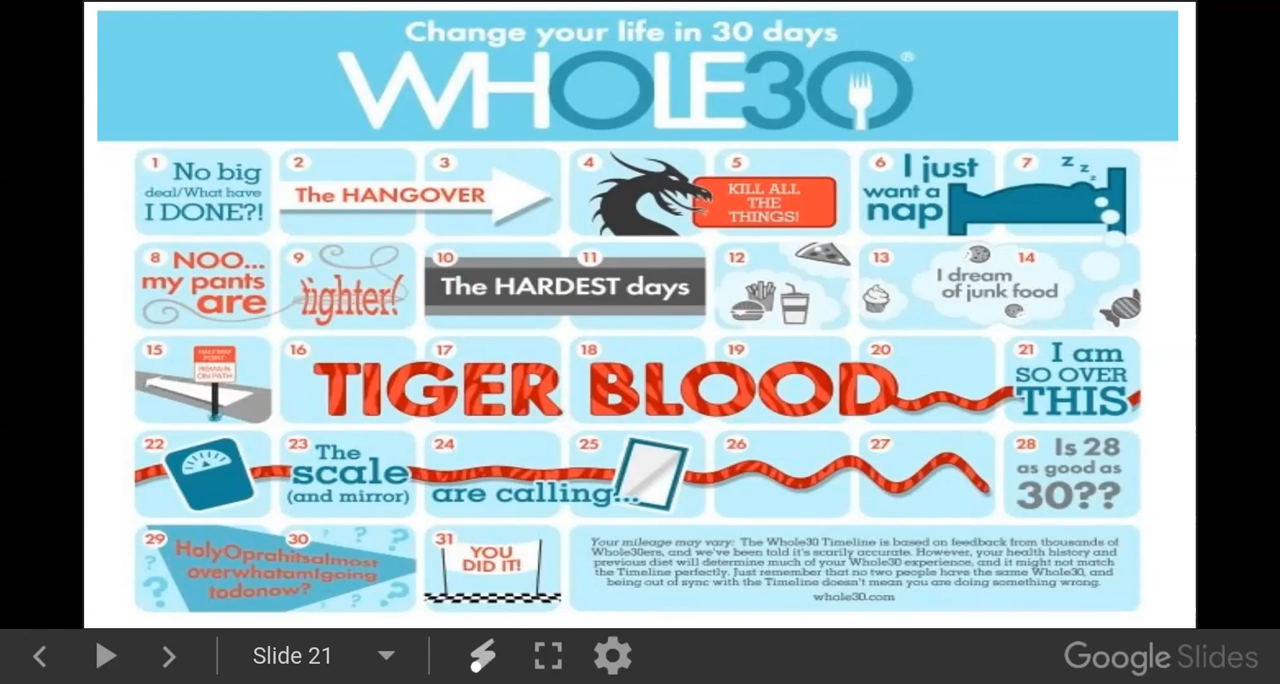 Change your life in 30 days
WHOLE30®
1
No big
deal/What have
I DONE?!
2
3
The HANGOVER
4
5
KILL ALL
THE
THINGS!
6
I just
want a
nap
7
z z z
8
NOO...
my pants
are
9
tighter!
10
11
The HARDEST days
12
13
14
I dream
of junk food
15
HALFWAY
POINT
REMAIN
ON PATH
16
17
18
19
20
TIGER BLOOD
21
I am
SO OVER
THIS
22
23
The
scale
(and mirror)
24
25
are calling...
26
27
28
Is 28
as good as
30??
29
30
HolyOprahitsalmost
overwhatamIgoing
todonow?
? ? ? ? ? ? ?
31
YOU
DID IT!
Your mileage may vary: The Whole30 Timeline is based on feedback from thousands of
Whole30ers, and we've been told it's scarily accurate. However, your health history and
previous diet will determine much of your Whole30 experience, and it might not match
the Timeline perfectly. Just remember that no two people have the same Whole30, and
being out of sync with the Timeline doesn't mean you are doing something wrong.
whole30.com
Slide 21
Google Slides